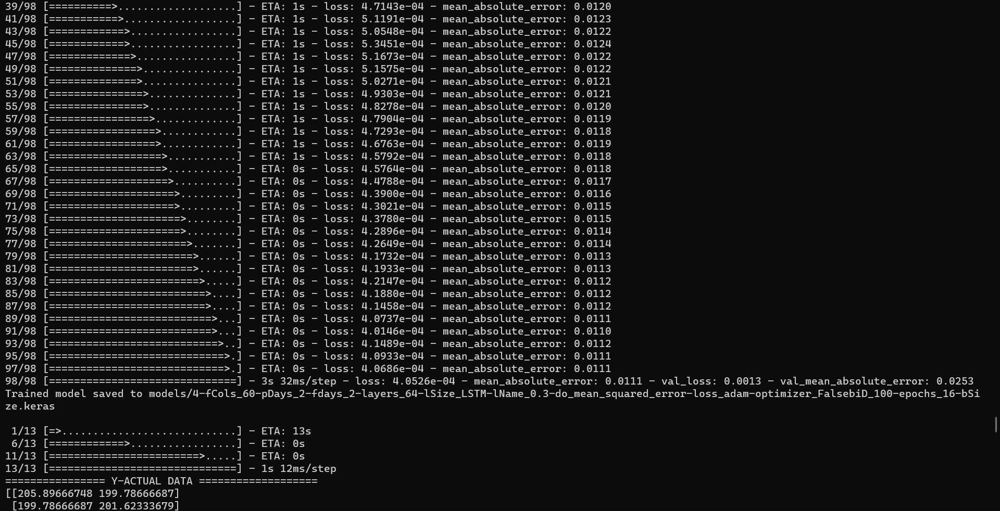 39/98 [==========>...................] - ETA: 1s - loss: 4.7143e-04 - mean_absolute_error: 0.0120
41/98 [===========>..................] - ETA: 1s - loss: 5.1191e-04 - mean_absolute_error: 0.0123
43/98 [============>.................] - ETA: 1s - loss: 5.0548e-04 - mean_absolute_error: 0.0122
45/98 [============>.................] - ETA: 1s - loss: 5.3451e-04 - mean_absolute_error: 0.0124
47/98 [=============>................] - ETA: 1s - loss: 5.1673e-04 - mean_absolute_error: 0.0122
49/98 [==============>...............] - ETA: 1s - loss: 5.1575e-04 - mean_absolute_error: 0.0122
51/98 [==============>...............] - ETA: 1s - loss: 5.0271e-04 - mean_absolute_error: 0.0121
53/98 [===============>..............] - ETA: 1s - loss: 4.9303e-04 - mean_absolute_error: 0.0121
55/98 [===============>..............] - ETA: 1s - loss: 4.8278e-04 - mean_absolute_error: 0.0120
57/98 [================>.............] - ETA: 1s - loss: 4.7904e-04 - mean_absolute_error: 0.0119
59/98 [=================>............] - ETA: 1s - loss: 4.7293e-04 - mean_absolute_error: 0.0118
61/98 [=================>............] - ETA: 1s - loss: 4.6763e-04 - mean_absolute_error: 0.0119
63/98 [==================>...........] - ETA: 1s - loss: 4.5792e-04 - mean_absolute_error: 0.0118
65/98 [==================>...........] - ETA: 0s - loss: 4.5764e-04 - mean_absolute_error: 0.0118
67/98 [===================>..........] - ETA: 0s - loss: 4.4788e-04 - mean_absolute_error: 0.0117
69/98 [====================>.........] - ETA: 0s - loss: 4.3900e-04 - mean_absolute_error: 0.0116
71/98 [====================>.........] - ETA: 0s - loss: 4.3021e-04 - mean_absolute_error: 0.0115
73/98 [=====================>........] - ETA: 0s - loss: 4.3780e-04 - mean_absolute_error: 0.0115
75/98 [=====================>........] - ETA: 0s - loss: 4.2896e-04 - mean_absolute_error: 0.0114
77/98 [======================>.......] - ETA: 0s - loss: 4.2649e-04 - mean_absolute_error: 0.0114
79/98 [=======================>......] - ETA: 0s - loss: 4.1732e-04 - mean_absolute_error: 0.0113
81/98 [=======================>......] - ETA: 0s - loss: 4.1933e-04 - mean_absolute_error: 0.0113
83/98 [========================>.....] - ETA: 0s - loss: 4.2147e-04 - mean_absolute_error: 0.0112
85/98 [=========================>....] - ETA: 0s - loss: 4.1880e-04 - mean_absolute_error: 0.0112
87/98 [=========================>....] - ETA: 0s - loss: 4.1458e-04 - mean_absolute_error: 0.0112
89/98 [==========================>...] - ETA: 0s - loss: 4.0737e-04 - mean_absolute_error: 0.0111
91/98 [==========================>...] - ETA: 0s - loss: 4.0146e-04 - mean_absolute_error: 0.0110
93/98 [===========================>..] - ETA: 0s - loss: 4.1489e-04 - mean_absolute_error: 0.0112
95/98 [============================>.] - ETA: 0s - loss: 4.0933e-04 - mean_absolute_error: 0.0111
97/98 [============================>.] - ETA: 0s - loss: 4.0686e-04 - mean_absolute_error: 0.0111
98/98 [==============================] - 3s 32ms/step - loss: 4.0526e-04 - mean_absolute_error: 0.0111 - val_loss: 0.0013 - val_mean_absolute_error: 0.0253
Trained model saved to models/4-fCols_60-pDays_2-fdays_2-layers_64-lSize_LSTM-lName_0.3-do_mean_squared_error-loss_adam-optimizer_FalsebiD_100-epochs_16-bSi
ze.keras
1/13 [=>............................] - ETA: 13s
6/13 [============>.................] - ETA: 0s
11/13 [========================>.....] - ETA: 0s
13/13 [==============================] - 1s 12ms/step
================ Y-ACTUAL DATA ===================
[[205.89666748 199.78666687]
[199.78666687 201.62333679]